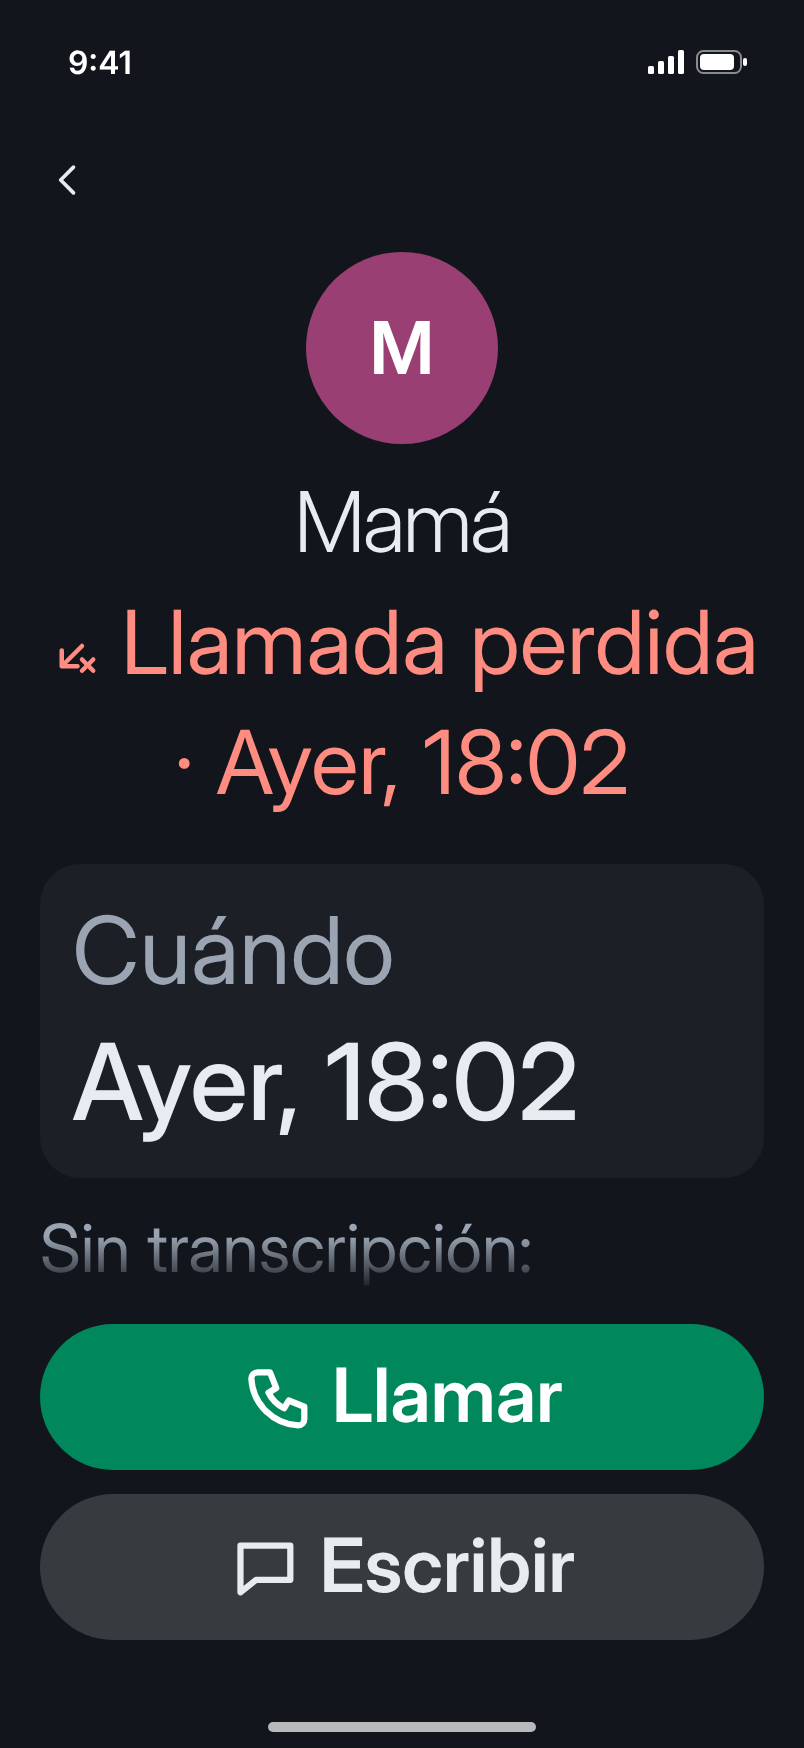 9:41
M
Mamá
Llamada perdida
· Ayer, 18:02
Cuándo
Ayer, 18:02
Sin transcripción:
Llamar
Escribir